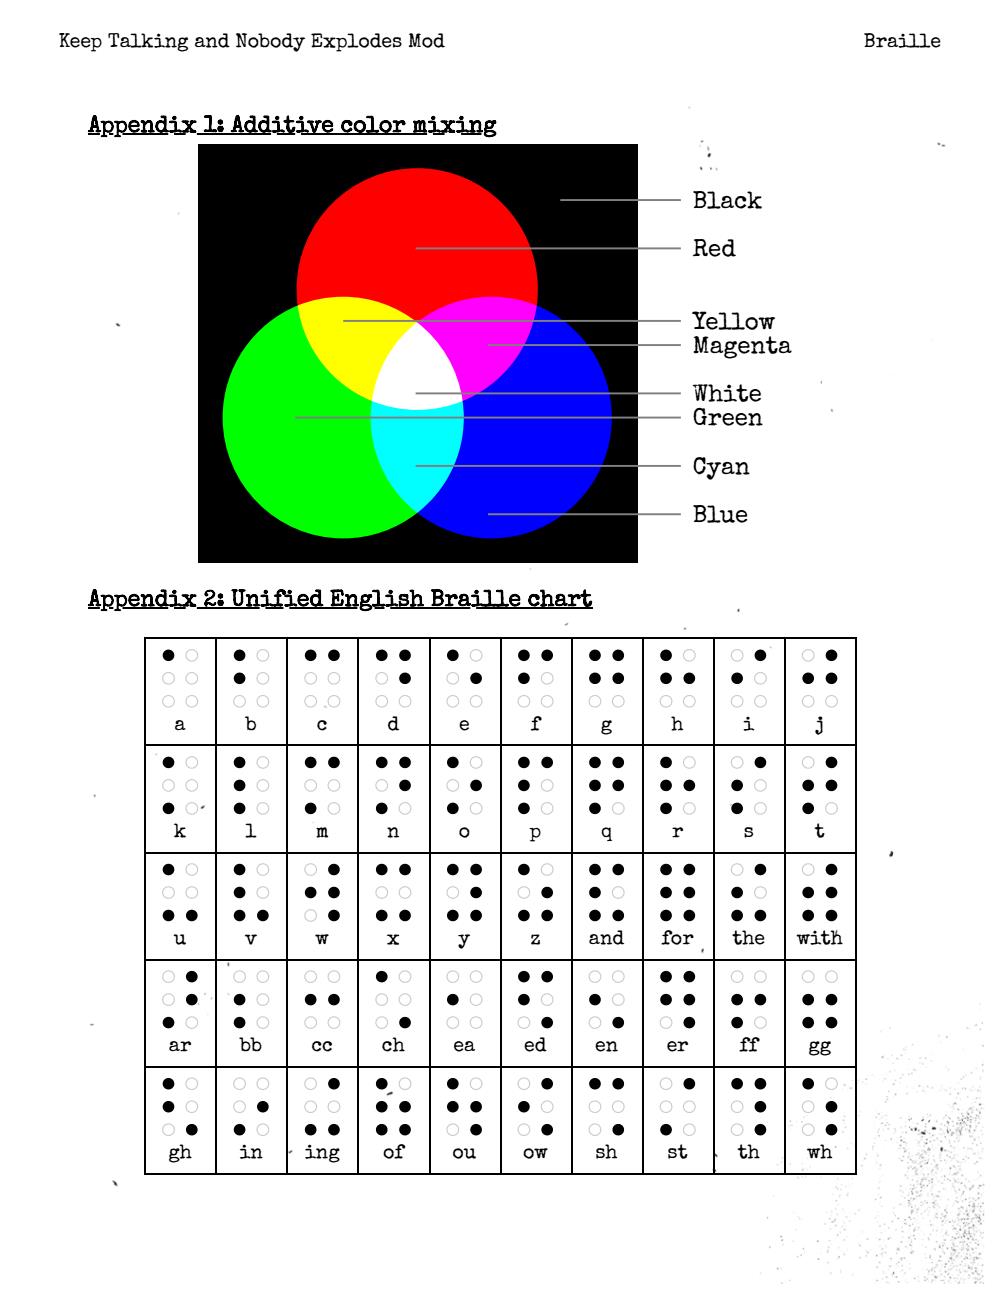 Keep Talking and Nobody Explodes Mod Braille
Appendix 1: Additive color mixing
Black
Red
Yellow
Magenta
White
Green
Cyan
Blue
Appendix 2: Unified English Braille chart
a b c d e f g h i j
k l m n o p q r s t
u v w x y z and for the with
ar bb cc ch ea ed en er ff gg
gh in ing of ou ow sh st th wh